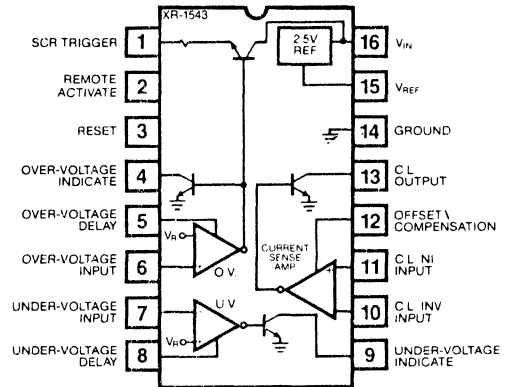 XR-1543
SCR TRIGGER
1
REMOTE
ACTIVATE
2
RESET
3
OVER-VOLTAGE
INDICATE
4
OVER-VOLTAGE
DELAY
5
OVER-VOLTAGE
INPUT
6
UNDER-VOLTAGE
INPUT
7
UNDER-VOLTAGE
DELAY
8
2.5V
REF
VR
O.V.
U.V.
VR
CURRENT
SENSE
AMP
16
VIN
15
VREF
14
GROUND
13
C L
OUTPUT
12
OFFSET\
COMPENSATION
11
C L NI
INPUT
10
C L INV
INPUT
9
UNDER-VOLTAGE
INDICATE